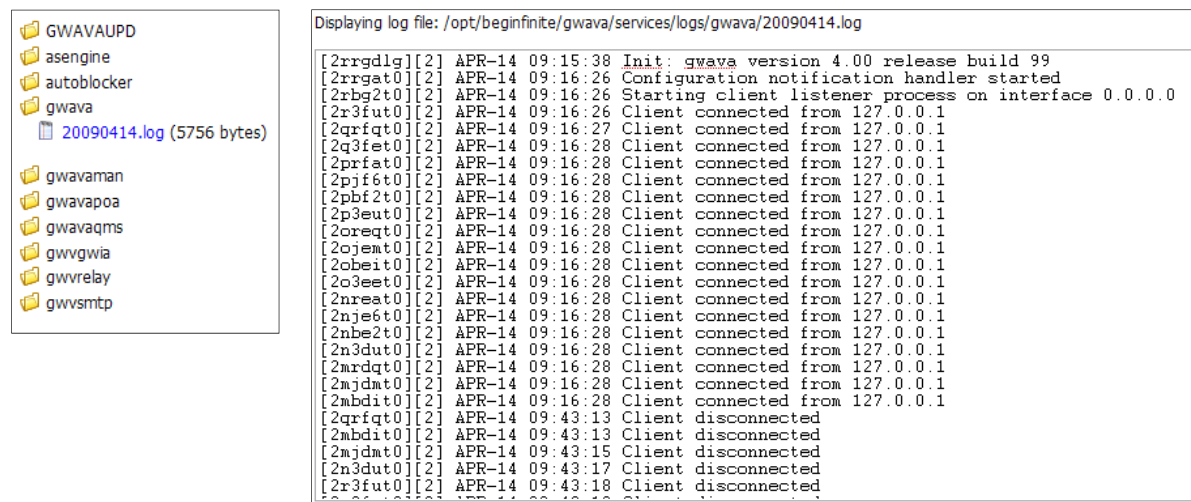 GWAVAUPD
asengine
autoblocker
gwava
20090414.log (5756 bytes)
gwavaman
gwavapoa
gwavaqms
gwvgwia
gwvrelay
gwvsmtp
Displaying log file: /opt/beginfinite/gwava/services/logs/gwava/20090414.log
[2rrgdlg][2] APR-14 09:15:38 Init: gwava version 4.00 release build 99
[2rrgat0][2] APR-14 09:16:26 Configuration notification handler started
[2rbg2t0][2] APR-14 09:16:26 Starting client listener process on interface 0.0.0.0
[2r3fut0][2] APR-14 09:16:26 Client connected from 127.0.0.1
[2qrfqt0][2] APR-14 09:16:27 Client connected from 127.0.0.1
[2q3fet0][2] APR-14 09:16:28 Client connected from 127.0.0.1
[2prfat0][2] APR-14 09:16:28 Client connected from 127.0.0.1
[2pjf6t0][2] APR-14 09:16:28 Client connected from 127.0.0.1
[2pbf2t0][2] APR-14 09:16:28 Client connected from 127.0.0.1
[2p3eut0][2] APR-14 09:16:28 Client connected from 127.0.0.1
[2oreqt0][2] APR-14 09:16:28 Client connected from 127.0.0.1
[2ojemt0][2] APR-14 09:16:28 Client connected from 127.0.0.1
[2obeit0][2] APR-14 09:16:28 Client connected from 127.0.0.1
[2o3eet0][2] APR-14 09:16:28 Client connected from 127.0.0.1
[2nreat0][2] APR-14 09:16:28 Client connected from 127.0.0.1
[2nje6t0][2] APR-14 09:16:28 Client connected from 127.0.0.1
[2nbe2t0][2] APR-14 09:16:28 Client connected from 127.0.0.1
[2n3dut0][2] APR-14 09:16:28 Client connected from 127.0.0.1
[2mrdqt0][2] APR-14 09:16:28 Client connected from 127.0.0.1
[2mjdmt0][2] APR-14 09:16:28 Client connected from 127.0.0.1
[2mbdit0][2] APR-14 09:16:28 Client connected from 127.0.0.1
[2qrfqt0][2] APR-14 09:43:13 Client disconnected
[2mbdit0][2] APR-14 09:43:13 Client disconnected
[2mjdmt0][2] APR-14 09:43:15 Client disconnected
[2n3dut0][2] APR-14 09:43:17 Client disconnected
[2r3fut0][2] APR-14 09:43:18 Client disconnected